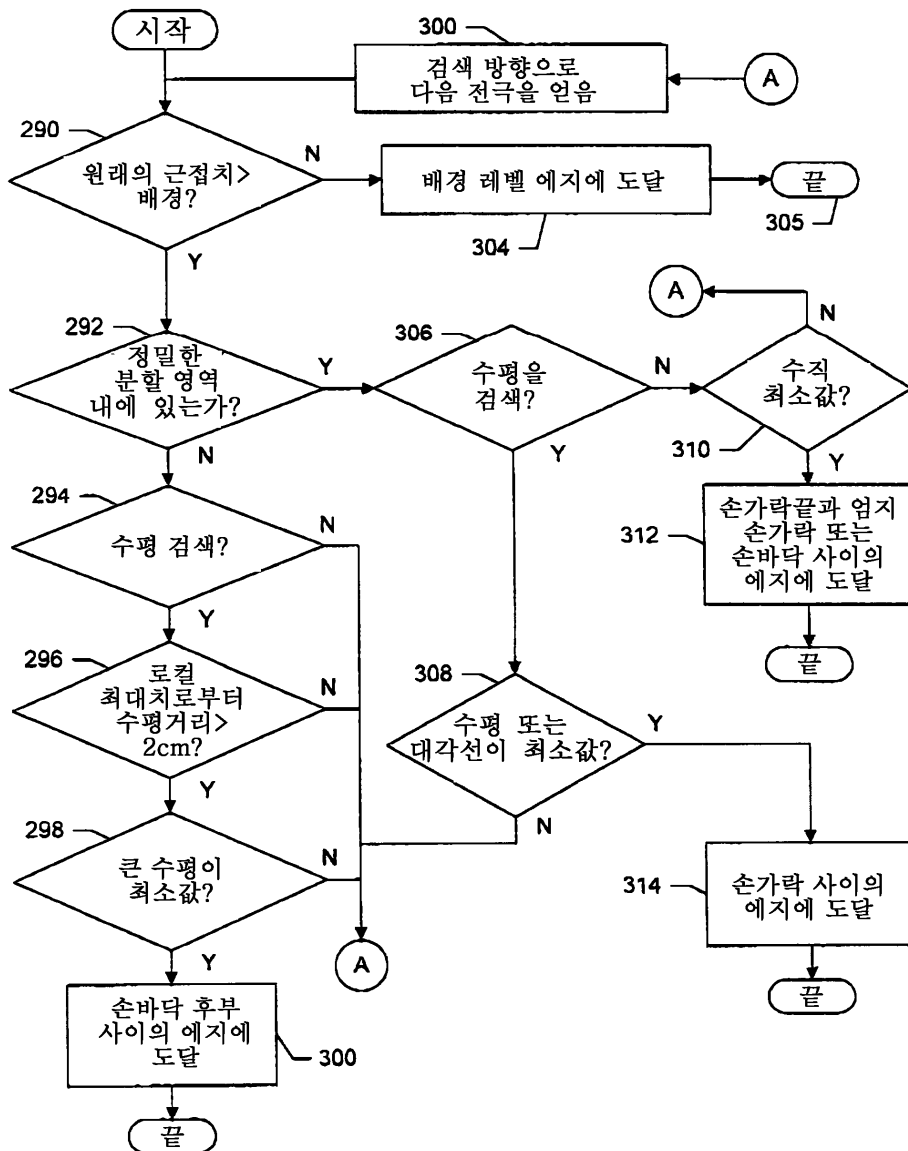 시작
300
검색 방향으로
다음 전극을 얻음
A
290
원래의 근접치>
배경?
N
배경 레벨 에지에 도달
304
끝
305
Y
A
N
292
정밀한
분할 영역
내에 있는가?
Y
306
수평을
검색?
N
수직
최소값?
310
N
Y
Y
294
수평 검색?
N
312
손가락끝과 엄지
손가락 또는
손바닥 사이의
에지에 도달
Y
끝
296
로컬
최대치로부터
수평거리>
2cm?
N
308
수평 또는
대각선이 최소값?
Y
Y
N
298
큰 수평이
최소값?
N
314
손가락 사이의
에지에 도달
Y
A
끝
손바닥 후부
사이의 에지에
도달
300
끝